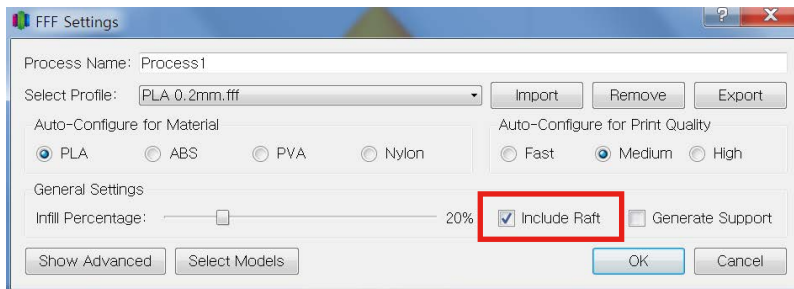 FFF Settings
Process Name: Process1
Select Profile: PLA 0.2mm.fff Import Remove Export
Auto-Configure for Material Auto-Configure for Print Quality
PLA ABS PVA Nylon Fast Medium High
General Settings
Infill Percentage: 20% Include Raft Generate Support
Show Advanced Select Models OK Cancel